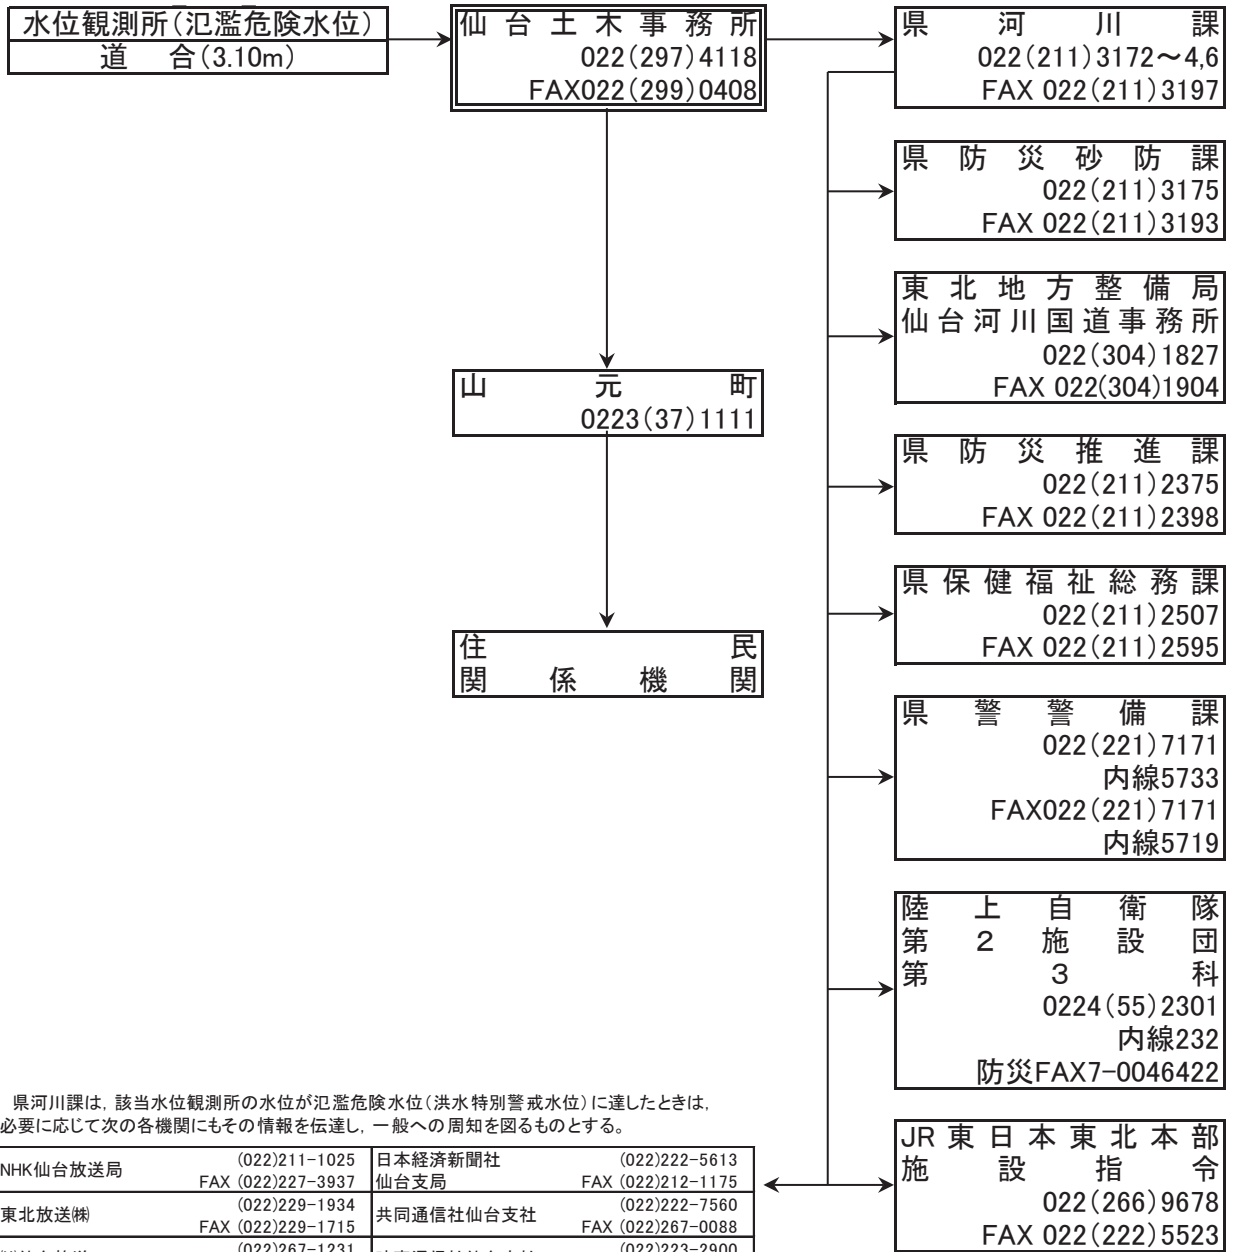 水位観測所(氾濫危険水位)
道 合(3.10m)
仙台土木事務所
022(297)4118
FAX022(299)0408
山元町
0223(37)1111
住民
関係機関
県河川課
022(211)3172～4,6
FAX 022(211)3197
県防災砂防課
022(211)3175
FAX 022(211)3193
東北地方整備局
仙台河川国道事務所
022(304)1827
FAX 022(304)1904
県防災推進課
022(211)2375
FAX 022(211)2398
県保健福祉総務課
022(211)2507
FAX 022(211)2595
県警警備課
022(221)7171
内線5733
FAX022(221)7171
内線5719
陸上自衛隊
第２施設団
第３科
0224(55)2301
内線232
防災FAX7-0046422
JR東日本東北本部
施設指令
022(266)9678
FAX 022(222)5523
県河川課は，該当水位観測所の水位が氾濫危険水位(洪水特別警戒水位)に達したときは，
必要に応じて次の各機関にもその情報を伝達し，一般への周知を図るものとする。
NHK仙台放送局
(022)211-1025
FAX (022)227-3937
日本経済新聞社
仙台支局
(022)222-5613
FAX (022)212-1175
東北放送㈱
(022)229-1934
FAX (022)229-1715
共同通信社仙台支社
(022)222-7560
FAX (022)267-0088
(022)267-1231
(022)223-2900